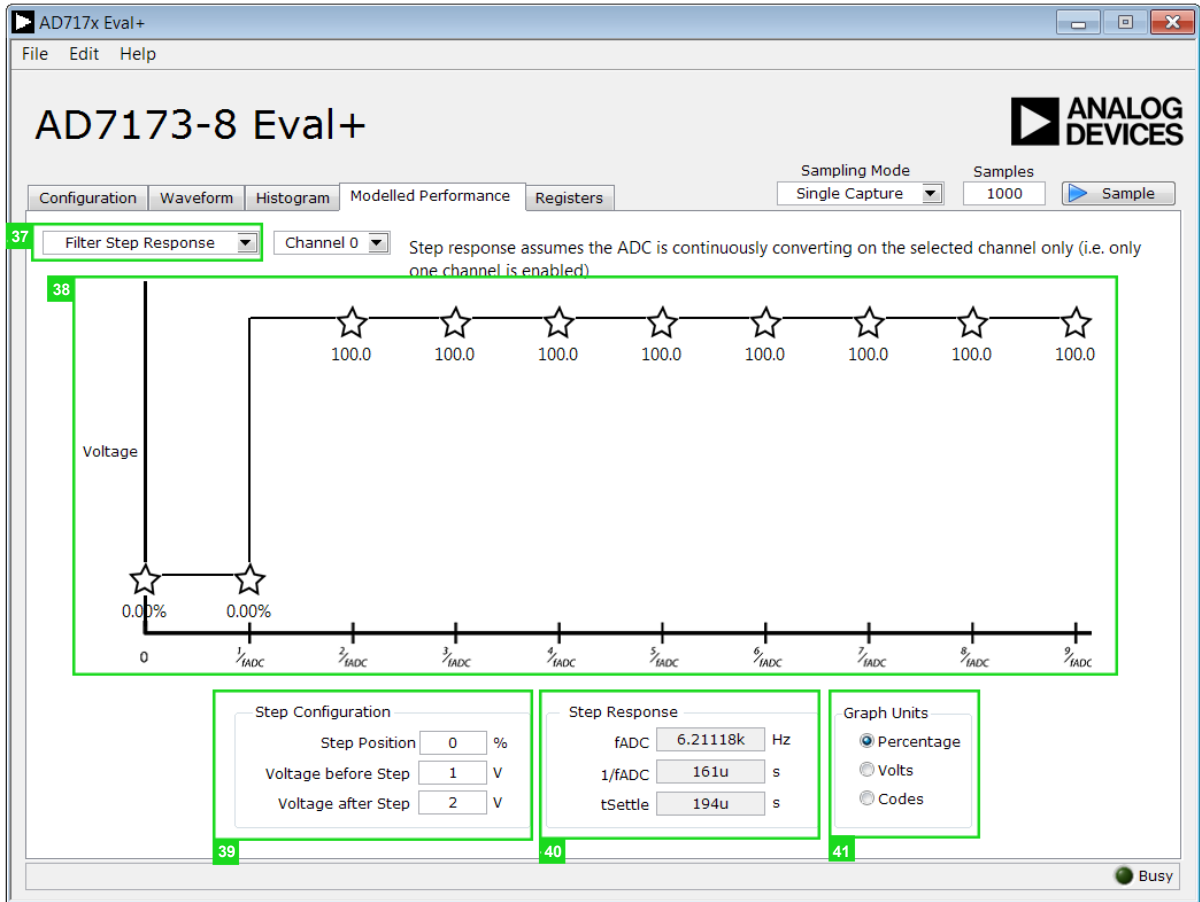 AD717x Eval+
File Edit Help
AD7173-8 Eval+
ANALOG
DEVICES
Sampling Mode
Samples
Configuration
Waveform
Histogram
Modelled Performance
Registers
Single Capture
1000
Sample
37
Filter Step Response
Channel 0
Step response assumes the ADC is continuously converting on the selected channel only (i.e. only
one channel is enabled)
38
100.0 100.0 100.0 100.0 100.0 100.0 100.0 100.0
Voltage
0.00% 0.00%
0 1/fADC 2/fADC 3/fADC 4/fADC 5/fADC 6/fADC 7/fADC 8/fADC 9/fADC
Step Configuration
Step Position 0 %
Voltage before Step 1 V
Voltage after Step 2 V
39
Step Response
fADC 6.21118k Hz
1/fADC 161u s
tSettle 194u s
40
Graph Units
Percentage
Volts
Codes
41
Busy